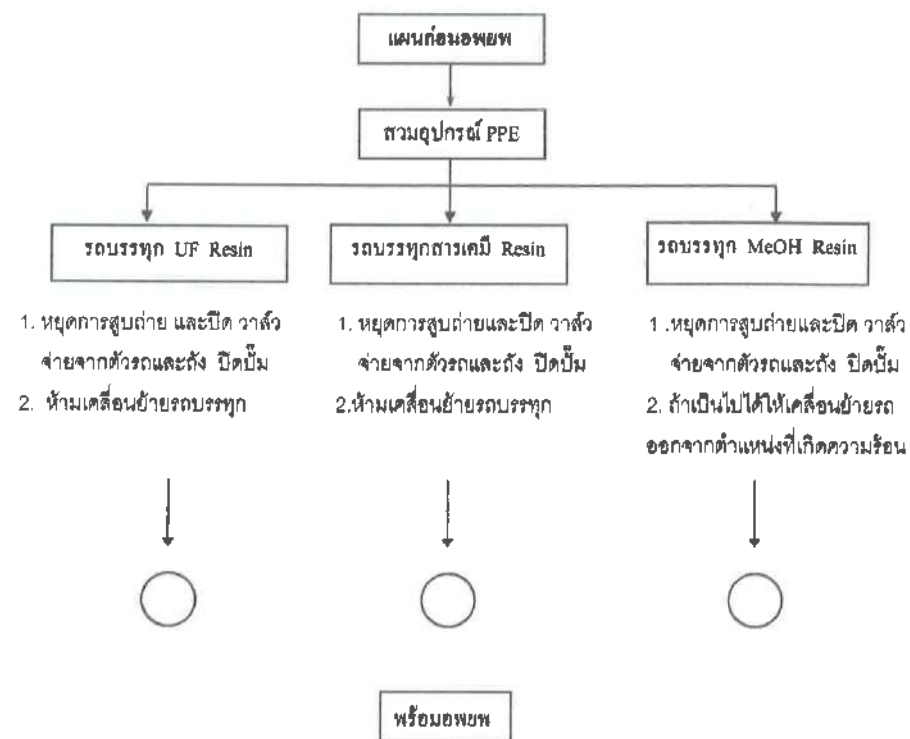 แผนก่อนอพยพ
สวมอุปกรณ์ PPE
รถบรรทุก UF Resin
1. หยุดการสูบถ่าย และปิด วาล์ว
จ่ายจากตัวรถและถัง ปิดปั๊ม
2. ห้ามเคลื่อนย้ายรถบรรทุก
รถบรรทุกสารเคมี Resin
1. หยุดการสูบถ่ายและปิด วาล์ว
จ่ายจากตัวรถและถัง ปิดปั๊ม
2.ห้ามเคลื่อนย้ายรถบรรทุก
รถบรรทุก MeOH Resin
1 .หยุดการสูบถ่ายและปิด วาล์ว
จ่ายจากตัวรถและถัง ปิดปั๊ม
2. ถ้าเป็นไปได้ให้เคลื่อนย้ายรถ
ออกจากตำแหน่งที่เกิดความร้อน
พร้อมอพยพ